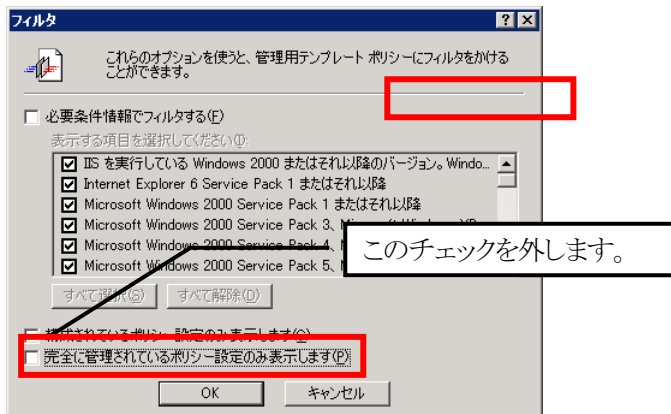 フィルタ
これらのオプションを使うと、管理用テンプレート ポリシーにフィルタをかける
ことができます。
必要条件情報でフィルタする(F)
表示する項目を選択してください(I):
IIS を実行している Windows 2000 またはそれ以降のバージョン。Windo...
Internet Explorer 6 Service Pack 1 またはそれ以降
Microsoft Windows 2000 Service Pack 1 またはそれ以降
Microsoft Windows 2000 Service Pack 3、
Microsoft Windows 2000 Service Pack 4、
Microsoft Windows 2000 Service Pack 5、
このチェックを外します。
すべて選択(S) すべて解除(D)
構成されているポリシー設定のみ表示します(O)
完全に管理されているポリシー設定のみ表示します(P)
OK キャンセル